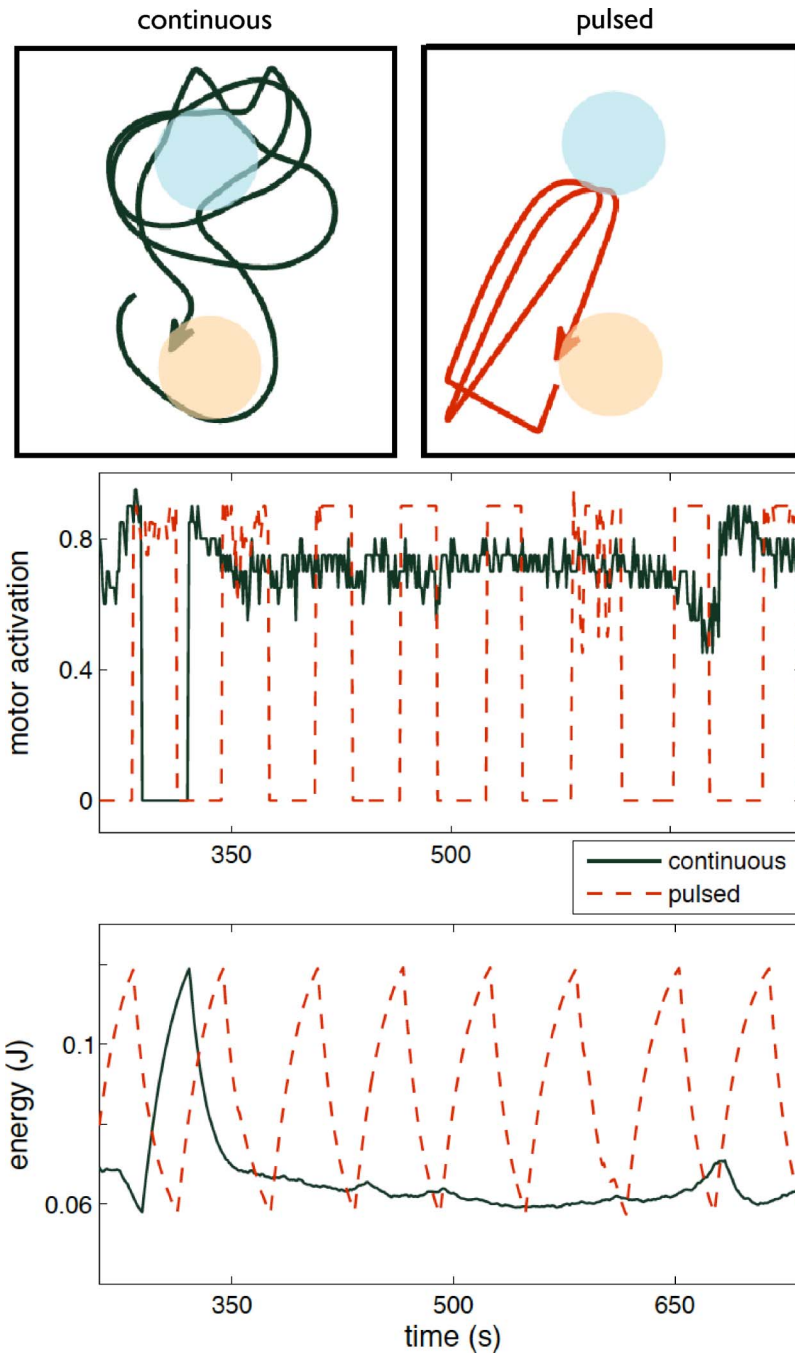 continuous pulsed
0.8
0.4
0
motor activation
350 500
continuous
pulsed
0.1
0.06
energy (J)
350 500 650
time (s)